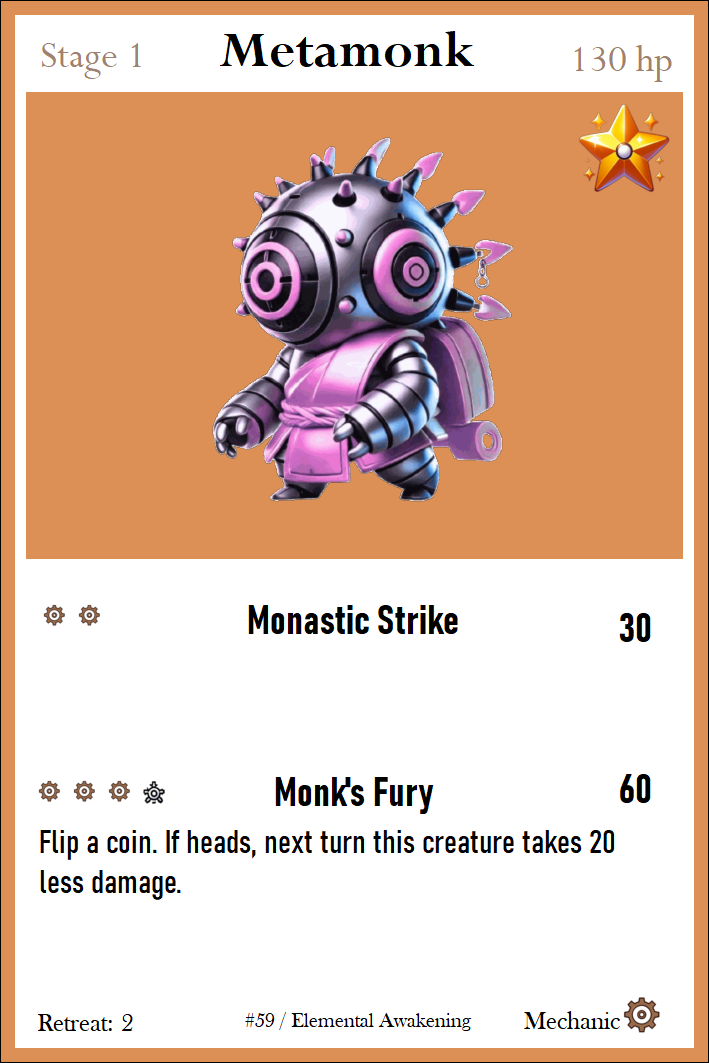 Stage 1
Metamonk
130 hp
Monastic Strike
30
Monk's Fury
60
Flip a coin. If heads, next turn this creature takes 20
less damage.
Retreat: 2
#59 / Elemental Awakening
Mechanic